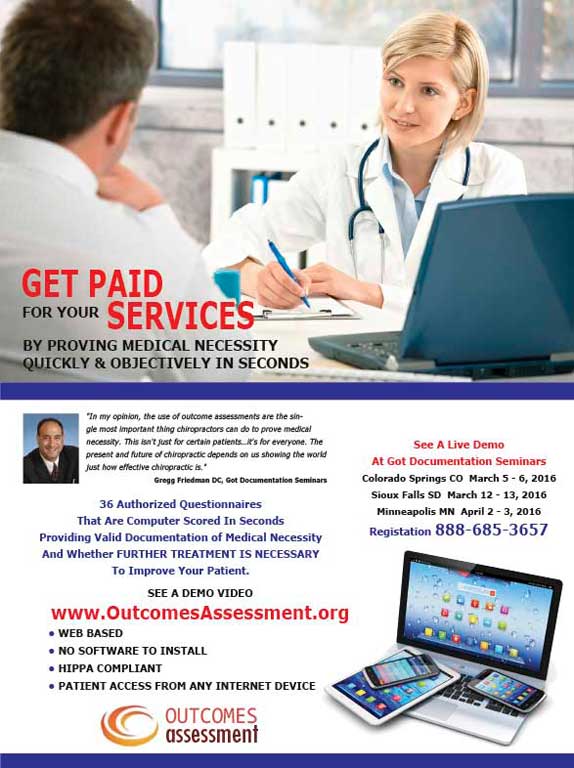 GET PAID
FOR YOUR SERVICES
BY PROVING MEDICAL NECESSITY
QUICKLY & OBJECTIVELY IN SECONDS
"In my opinion, the use of outcome assessments are the sin-
gle most important thing chiropractors can do to prove medical
necessity. This isn't just for certain patients...it's for everyone. The
present and future of chiropractic depends on us showing the world
just how effective chiropractic is."
Gregg Friedman DC, Got Documentation Seminars
36 Authorized Questionnaires
That Are Computer Scored In Seconds
Providing Valid Documentation of Medical Necessity
And Whether FURTHER TREATMENT IS NECESSARY
To Improve Your Patient.
SEE A DEMO VIDEO
www.OutcomesAssessment.org
• WEB BASED
• NO SOFTWARE TO INSTALL
• HIPPA COMPLIANT
• PATIENT ACCESS FROM ANY INTERNET DEVICE
See A Live Demo
At Got Documentation Seminars
Colorado Springs CO March 5 - 6, 2016
Sioux Falls SD March 12 - 13, 2016
Minneapolis MN April 2 - 3, 2016
Registation 888-685-3657
OUTCOMES
assessment